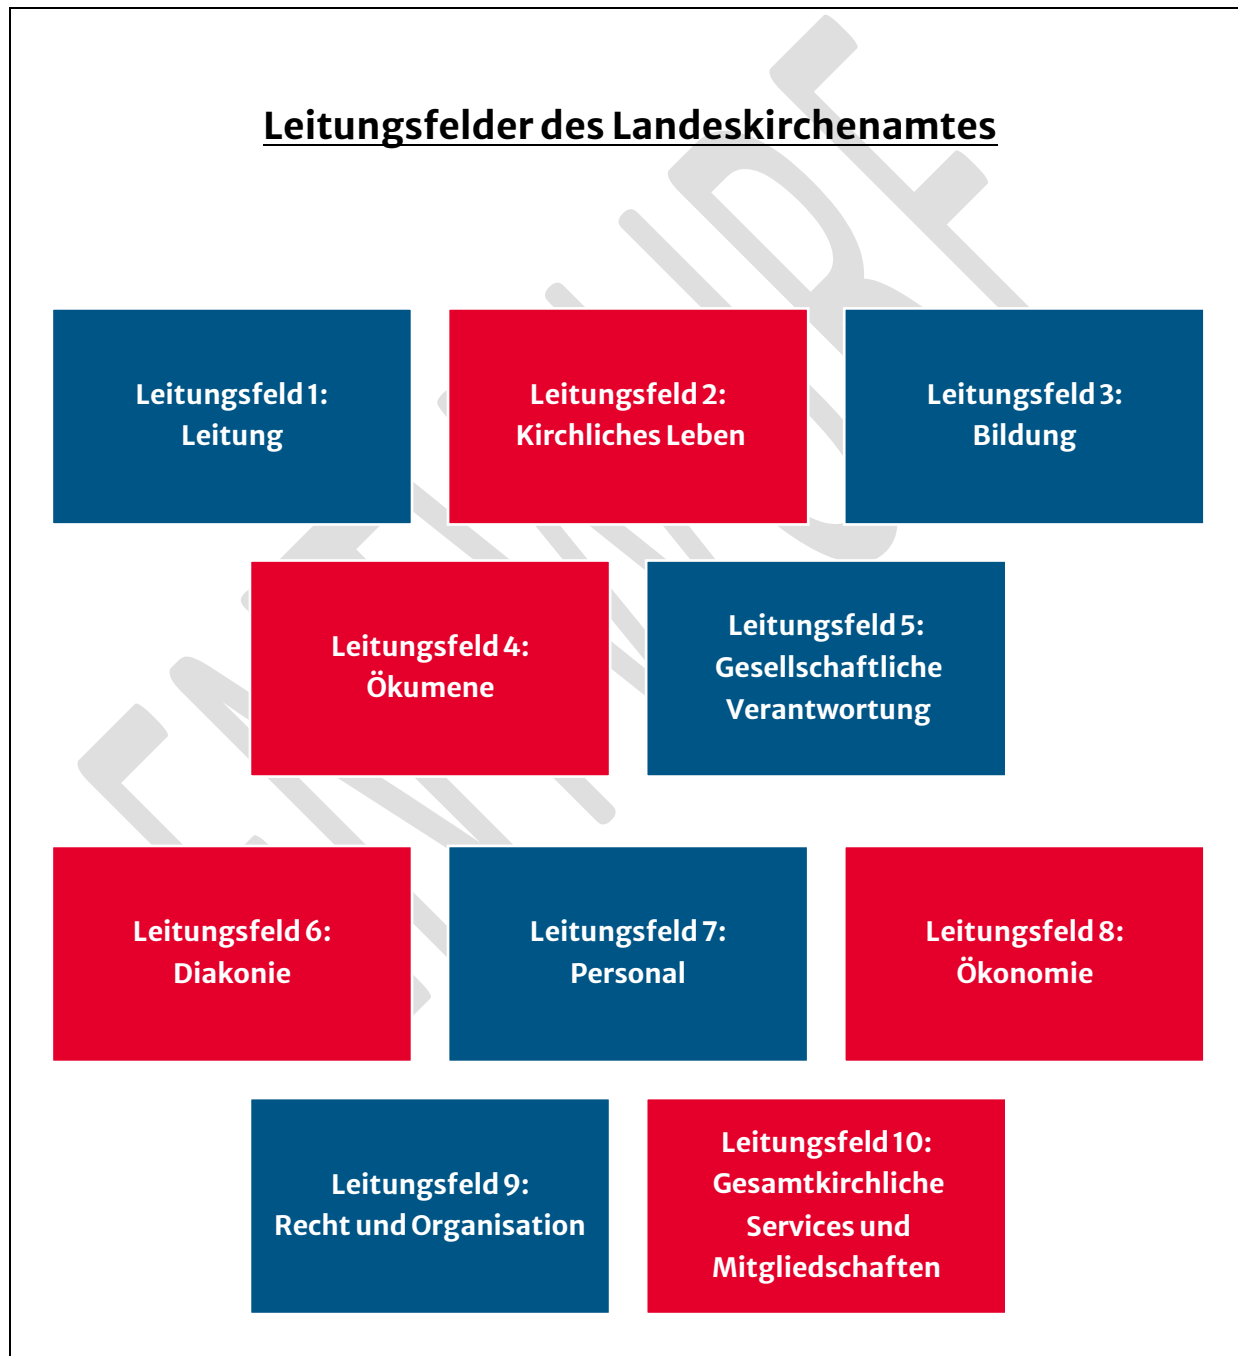 Leitungsfelder des Landeskirchenamtes
Leitungsfeld 1:
Leitung
Leitungsfeld 2:
Kirchliches Leben
Leitungsfeld 3:
Bildung
Leitungsfeld 4:
Ökumene
Leitungsfeld 5:
Gesellschaftliche
Verantwortung
Leitungsfeld 6:
Diakonie
Leitungsfeld 7:
Personal
Leitungsfeld 8:
Ökonomie
Leitungsfeld 9:
Recht und Organisation
Leitungsfeld 10:
Gesamtkirchliche
Services und
Mitgliedschaften